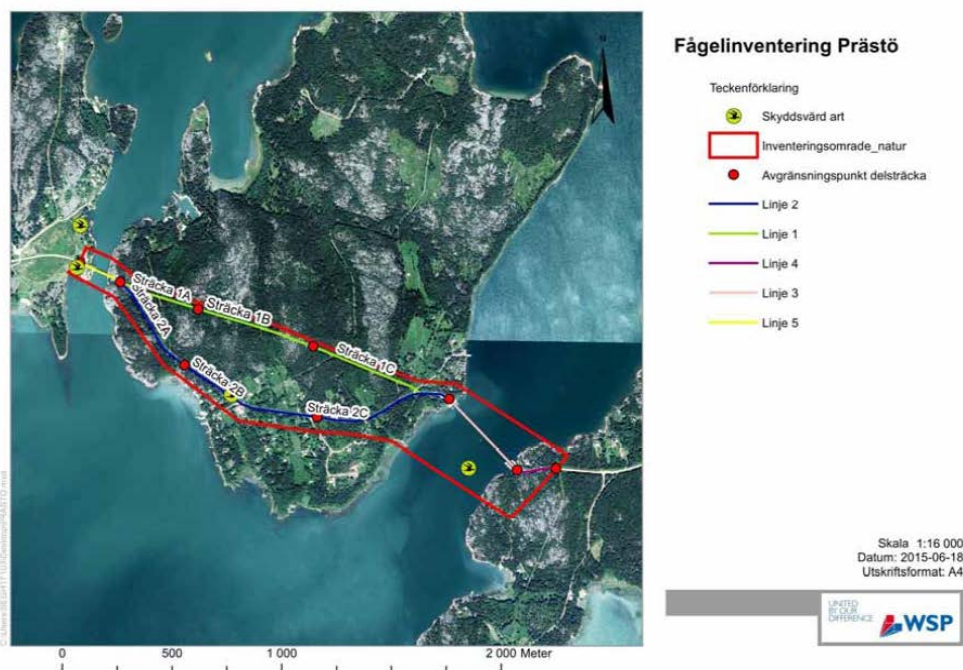 Fågelinventering Prästö
Teckenförklaring
Skyddsvärd art
Inventeringsomrade_natur
Avgränsningspunkt delsträcka
Linje 2
Linje 1
Linje 4
Linje 3
Linje 5
Sträcka 1A
Sträcka 1B
Sträcka 1C
Sträcka 2A
Sträcka 2B
Sträcka 2C
Skala 1:16 000
Datum: 2015-06-18
Utskriftsformat: A4
UNITED
BY OUR
DIFFERENCE
WSP
0 500 1 000 2 000 Meter